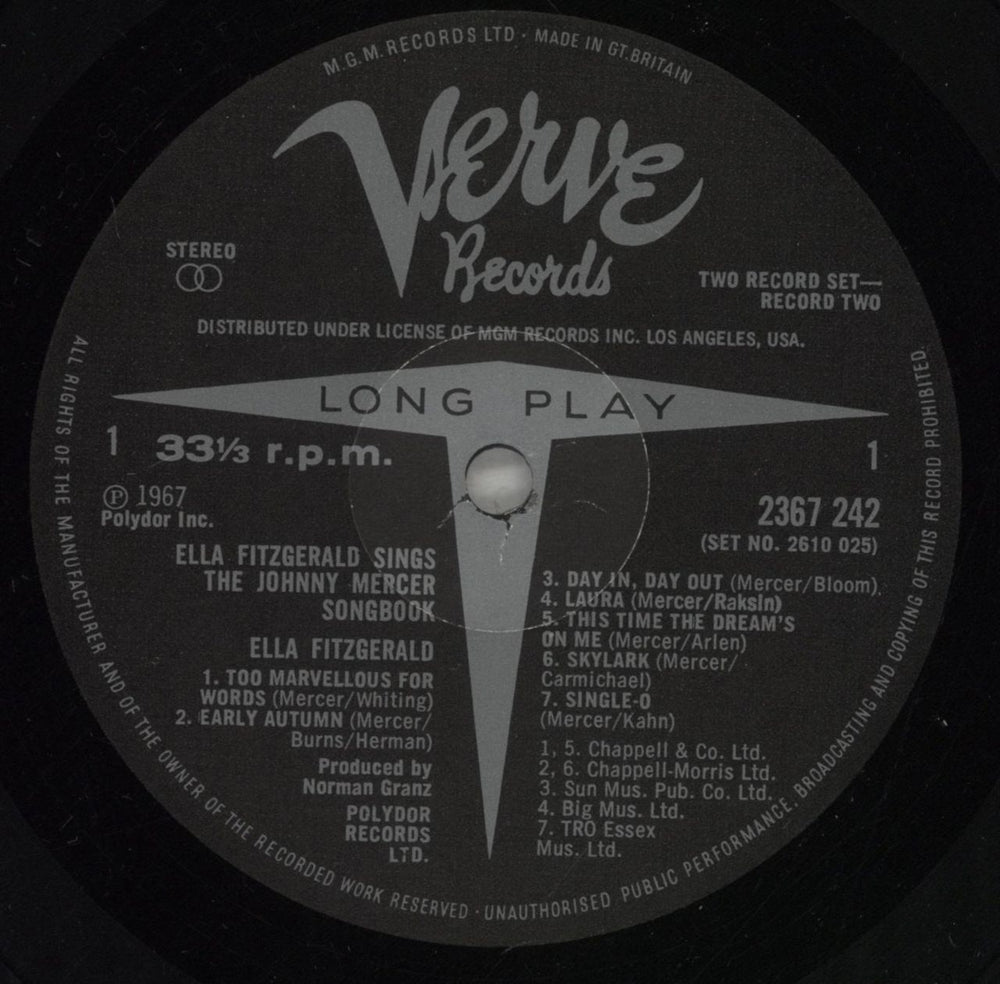 M.G.M. RECORDS LTD · MADE IN GT.BRITAIN
Verve
Records
STEREO
TWO RECORD SET—
RECORD TWO
DISTRIBUTED UNDER LICENSE OF MGM RECORDS INC. LOS ANGELES, USA.
LONG PLAY
1
33⅓ r.p.m.
1
Ⓟ 1967
Polydor Inc.
2367 242
(SET NO. 2610 025)
ELLA FITZGERALD SINGS
THE JOHNNY MERCER
SONGBOOK
ELLA FITZGERALD
1. TOO MARVELLOUS FOR
WORDS (Mercer/Whiting)
2. EARLY AUTUMN (Mercer/
Burns/Herman)
Produced by
Norman Granz
POLYDOR
RECORDS
LTD.
3. DAY IN, DAY OUT (Mercer/Bloom)
4. LAURA (Mercer/Raksin)
5. THIS TIME THE DREAM'S
ON ME (Mercer/Arlen)
6. SKYLARK (Mercer/
Carmichael)
7. SINGLE-O
(Mercer/Kahn)
1, 5. Chappell & Co. Ltd.
2, 6. Chappell-Morris Ltd.
3. Sun Mus. Pub. Co. Ltd.
4. Big Mus. Ltd.
7. TRO Essex
Mus. Ltd.
ALL RIGHTS OF THE MANUFACTURER AND OF THE OWNER OF THE RECORDED WORK RESERVED · UNAUTHORISED PUBLIC PERFORMANCE, BROADCASTING AND COPYING OF THIS RECORD PROHIBITED.